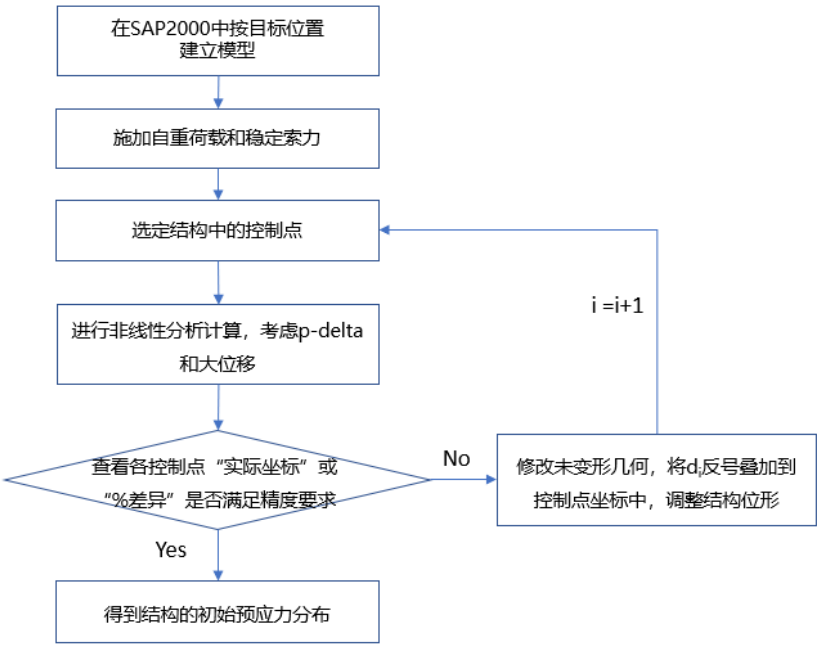 在SAP2000中按目标位置
建立模型
施加自重荷载和稳定索力
选定结构中的控制点
i =i+1
进行非线性分析计算，考虑p-delta
和大位移
查看各控制点“实际坐标”或
“%差异”是否满足精度要求
No
修改未变形几何，将di反号叠加到
控制点坐标中，调整结构位形
Yes
得到结构的初始预应力分布